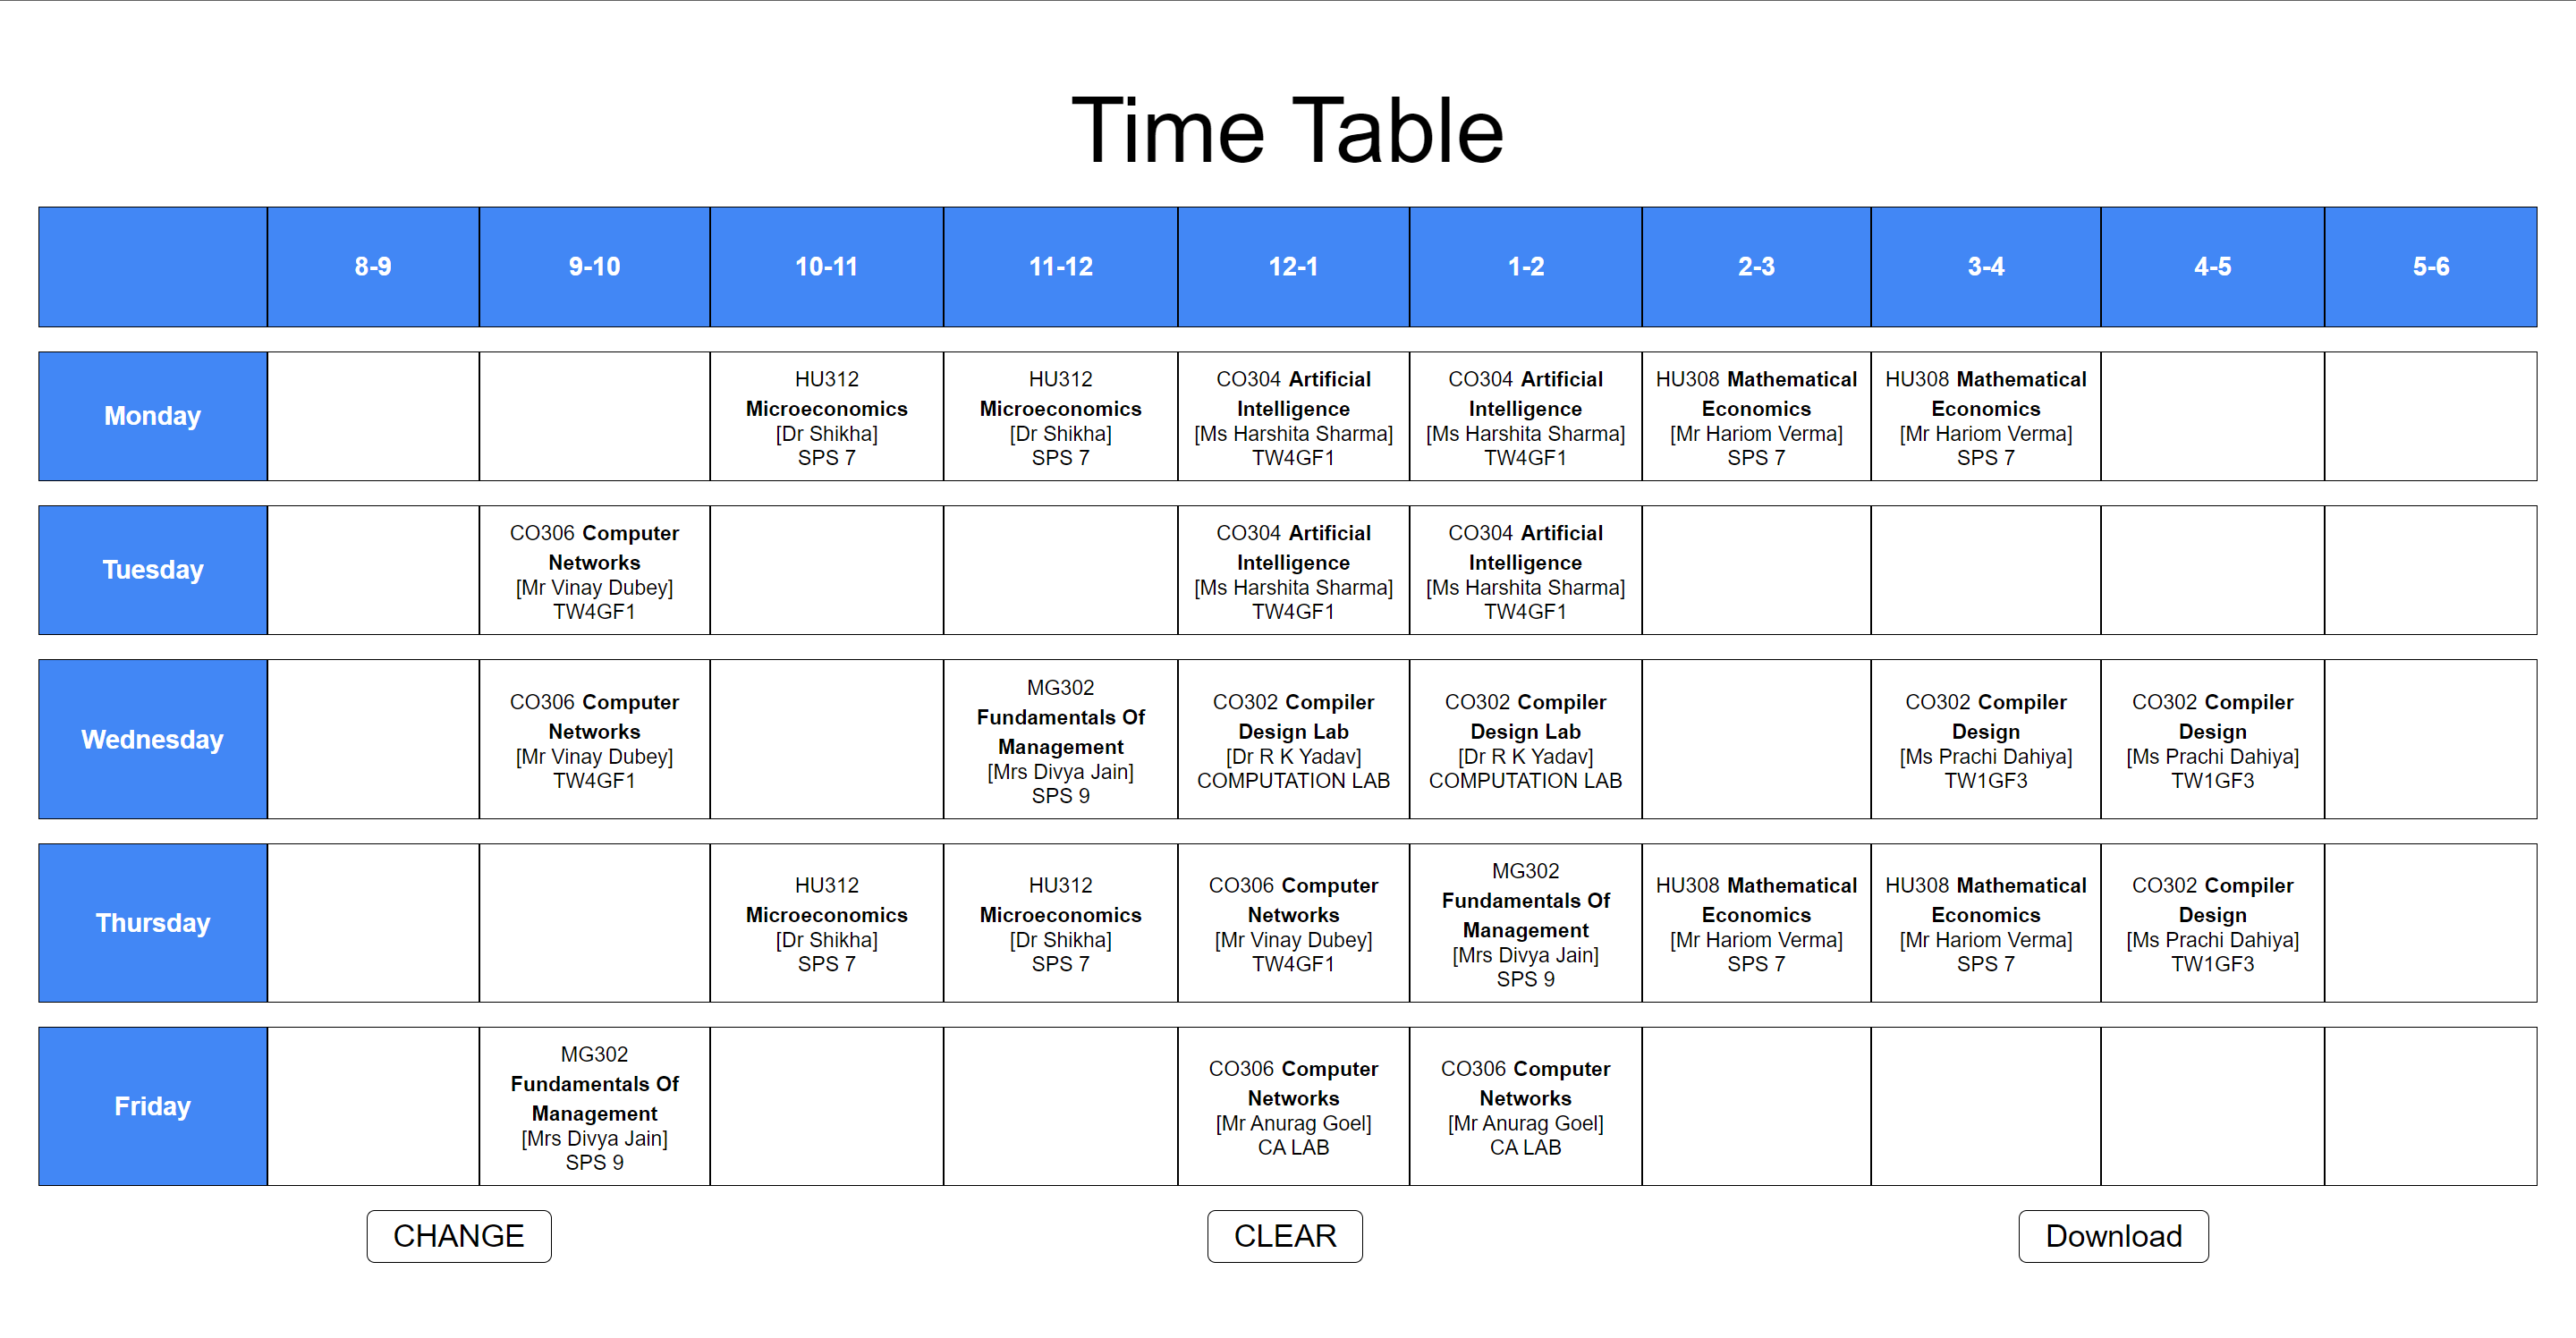 Time Table
8-9
9-10
10-11
11-12
12-1
1-2
2-3
3-4
4-5
5-6
Monday
HU312
Microeconomics
[Dr Shikha]
SPS 7
HU312
Microeconomics
[Dr Shikha]
SPS 7
CO304 Artificial
Intelligence
[Ms Harshita Sharma]
TW4GF1
CO304 Artificial
Intelligence
[Ms Harshita Sharma]
TW4GF1
HU308 Mathematical
Economics
[Mr Hariom Verma]
SPS 7
HU308 Mathematical
Economics
[Mr Hariom Verma]
SPS 7
Tuesday
CO306 Computer
Networks
[Mr Vinay Dubey]
TW4GF1
CO304 Artificial
Intelligence
[Ms Harshita Sharma]
TW4GF1
CO304 Artificial
Intelligence
[Ms Harshita Sharma]
TW4GF1
Wednesday
CO306 Computer
Networks
[Mr Vinay Dubey]
TW4GF1
MG302
Fundamentals Of
Management
[Mrs Divya Jain]
SPS 9
CO302 Compiler
Design Lab
[Dr R K Yadav]
COMPUTATION LAB
CO302 Compiler
Design Lab
[Dr R K Yadav]
COMPUTATION LAB
CO302 Compiler
Design
[Ms Prachi Dahiya]
TW1GF3
CO302 Compiler
Design
[Ms Prachi Dahiya]
TW1GF3
Thursday
HU312
Microeconomics
[Dr Shikha]
SPS 7
HU312
Microeconomics
[Dr Shikha]
SPS 7
CO306 Computer
Networks
[Mr Vinay Dubey]
TW4GF1
MG302
Fundamentals Of
Management
[Mrs Divya Jain]
SPS 9
HU308 Mathematical
Economics
[Mr Hariom Verma]
SPS 7
HU308 Mathematical
Economics
[Mr Hariom Verma]
SPS 7
CO302 Compiler
Design
[Ms Prachi Dahiya]
TW1GF3
Friday
MG302
Fundamentals Of
Management
[Mrs Divya Jain]
SPS 9
CO306 Computer
Networks
[Mr Anurag Goel]
CA LAB
CO306 Computer
Networks
[Mr Anurag Goel]
CA LAB
CHANGE
CLEAR
Download